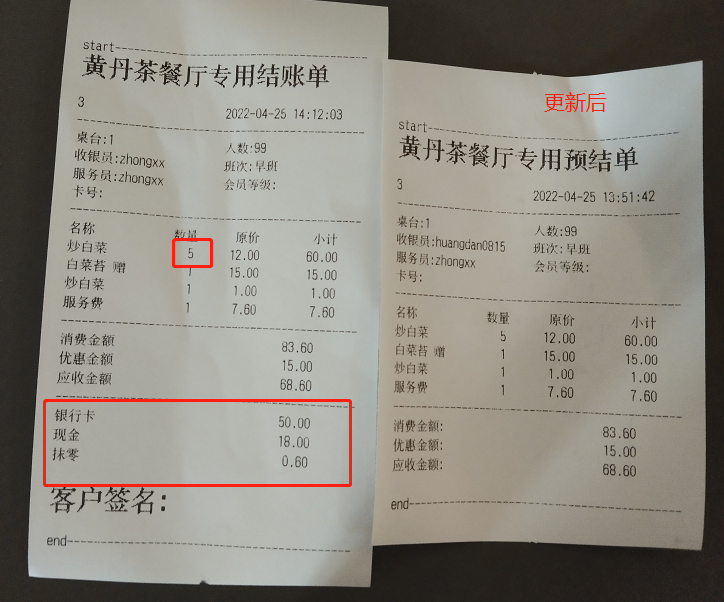 start
黄丹茶餐厅专用结账单
3
2022-04-25 14:12:03
桌台:1 人数:99
收银员:zhongxx 班次:早班
服务员:zhongxx 会员等级:
卡号:
名称 数量 原价 小计
炒白菜 5 12.00 60.00
白菜苔 赠 1 15.00 15.00
炒白菜 1 1.00 1.00
服务费 1 7.60 7.60
消费金额 83.60
优惠金额 15.00
应收金额 68.60
银行卡 50.00
现金 18.00
抹零 0.60
客户签名:
end
更新后
start
黄丹茶餐厅专用预结单
3
2022-04-25 13:51:42
桌台:1 人数:99
收银员:huangdan0815 班次:早班
服务员:zhongxx 会员等级:
卡号:
名称 数量 原价 小计
炒白菜 5 12.00 60.00
白菜苔 赠 1 15.00 15.00
炒白菜 1 1.00 1.00
服务费 1 7.60 7.60
消费金额: 83.60
优惠金额: 15.00
应收金额: 68.60
end